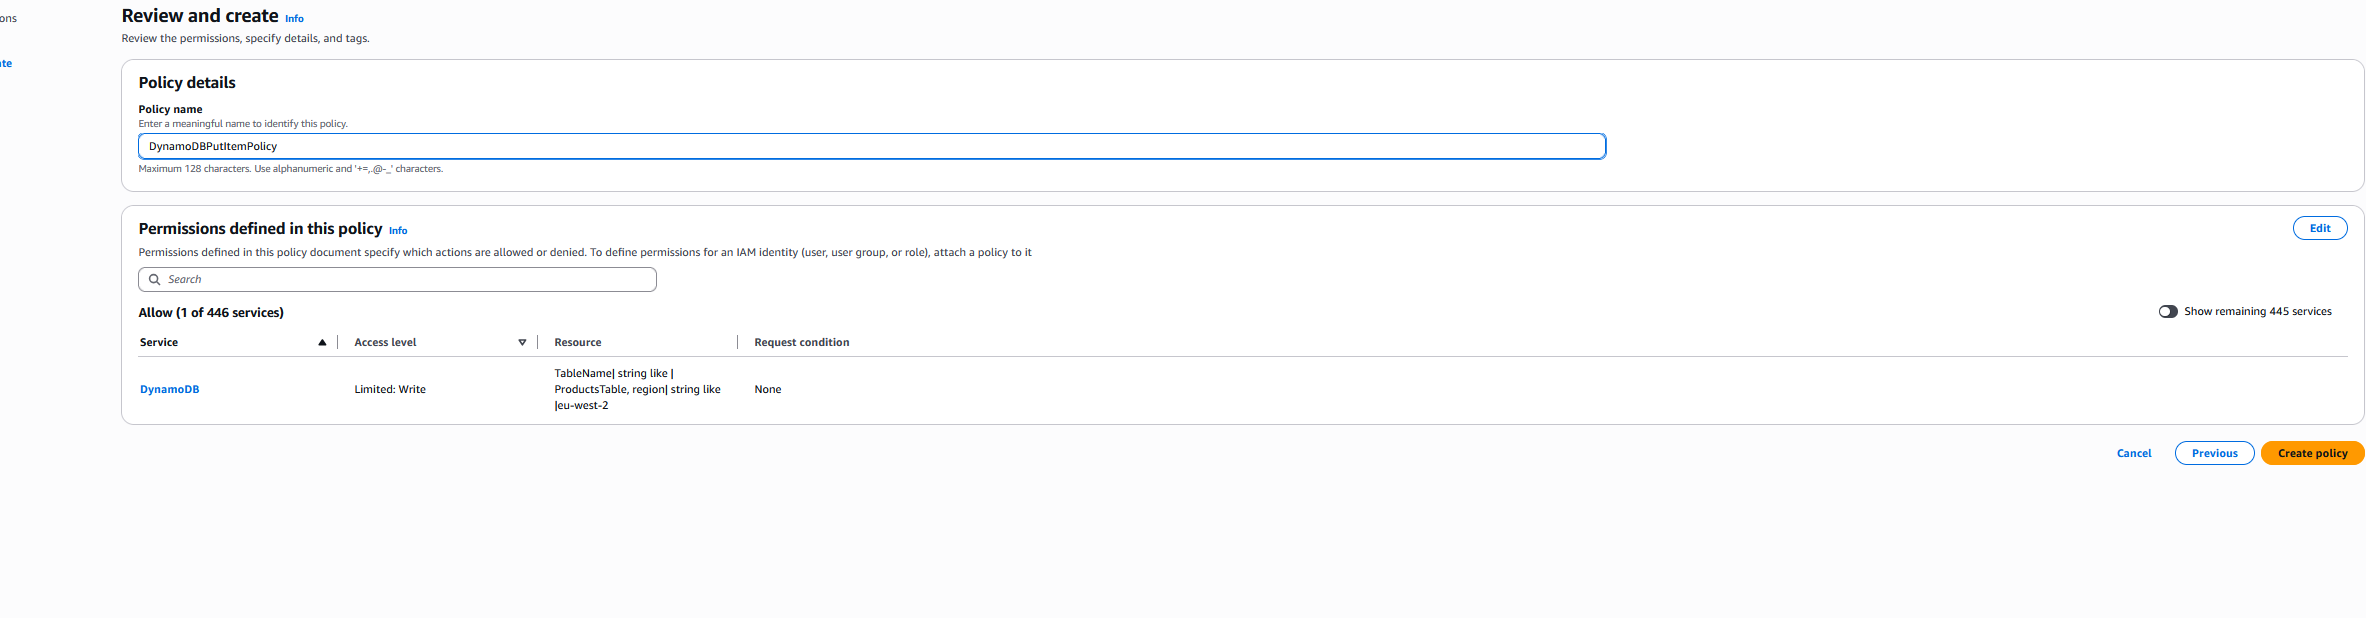 ons
te
Review and create Info
Review the permissions, specify details, and tags.
Policy details
Policy name
Enter a meaningful name to identify this policy.
DynamoDBPutItemPolicy
Maximum 128 characters. Use alphanumeric and '+=,.@-_' characters.
Permissions defined in this policy Info
Edit
Permissions defined in this policy document specify which actions are allowed or denied. To define permissions for an IAM identity (user, user group, or role), attach a policy to it
Search
Allow (1 of 446 services)
Show remaining 445 services
Service
Access level
Resource
Request condition
DynamoDB
Limited: Write
TableName| string like |
ProductsTable, region| string like
|eu-west-2
None
Cancel
Previous
Create policy